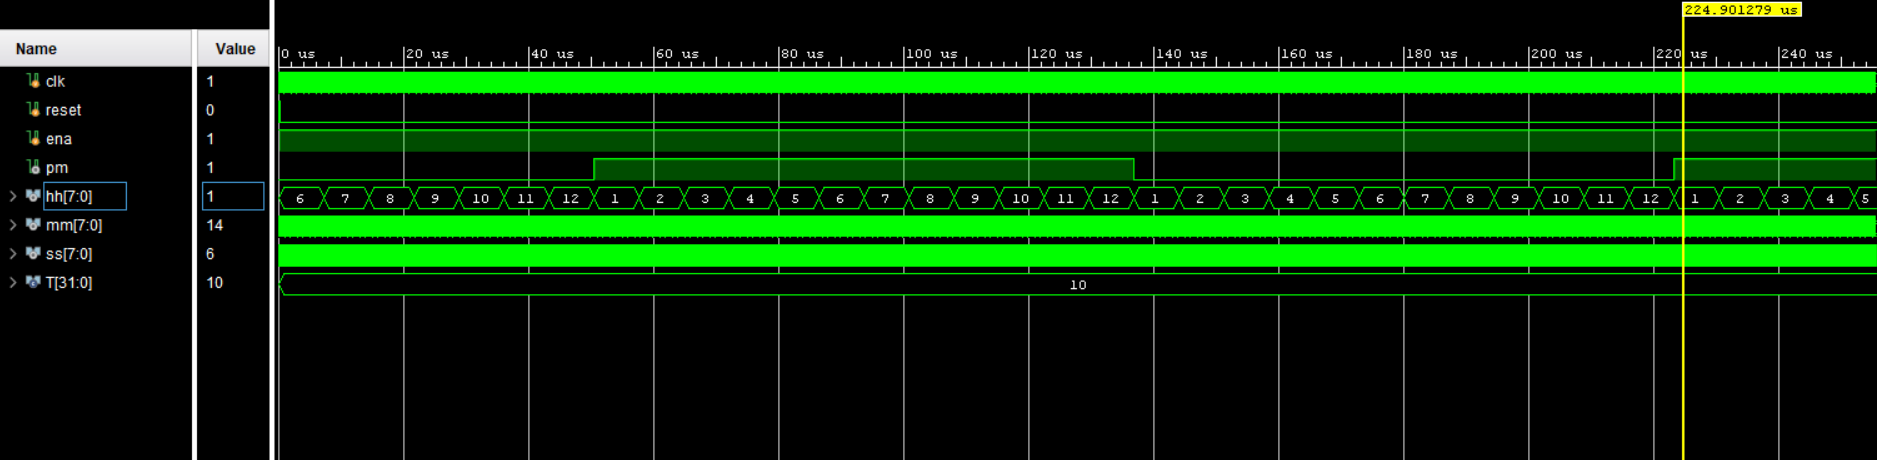 224.901279 us
Name Value
0 us 20 us 40 us 60 us 80 us 100 us 120 us 140 us 160 us 180 us 200 us 220 us 240 us
clk 1
reset 0
ena 1
pm 1
hh[7:0] 1 6 7 8 9 10 11 12 1 2 3 4 5 6 7 8 9 10 11 12 1 2 3 4 5 6 7 8 9 10 11 12 1 2 3 4 5
mm[7:0] 14
ss[7:0] 6
T[31:0] 10 10